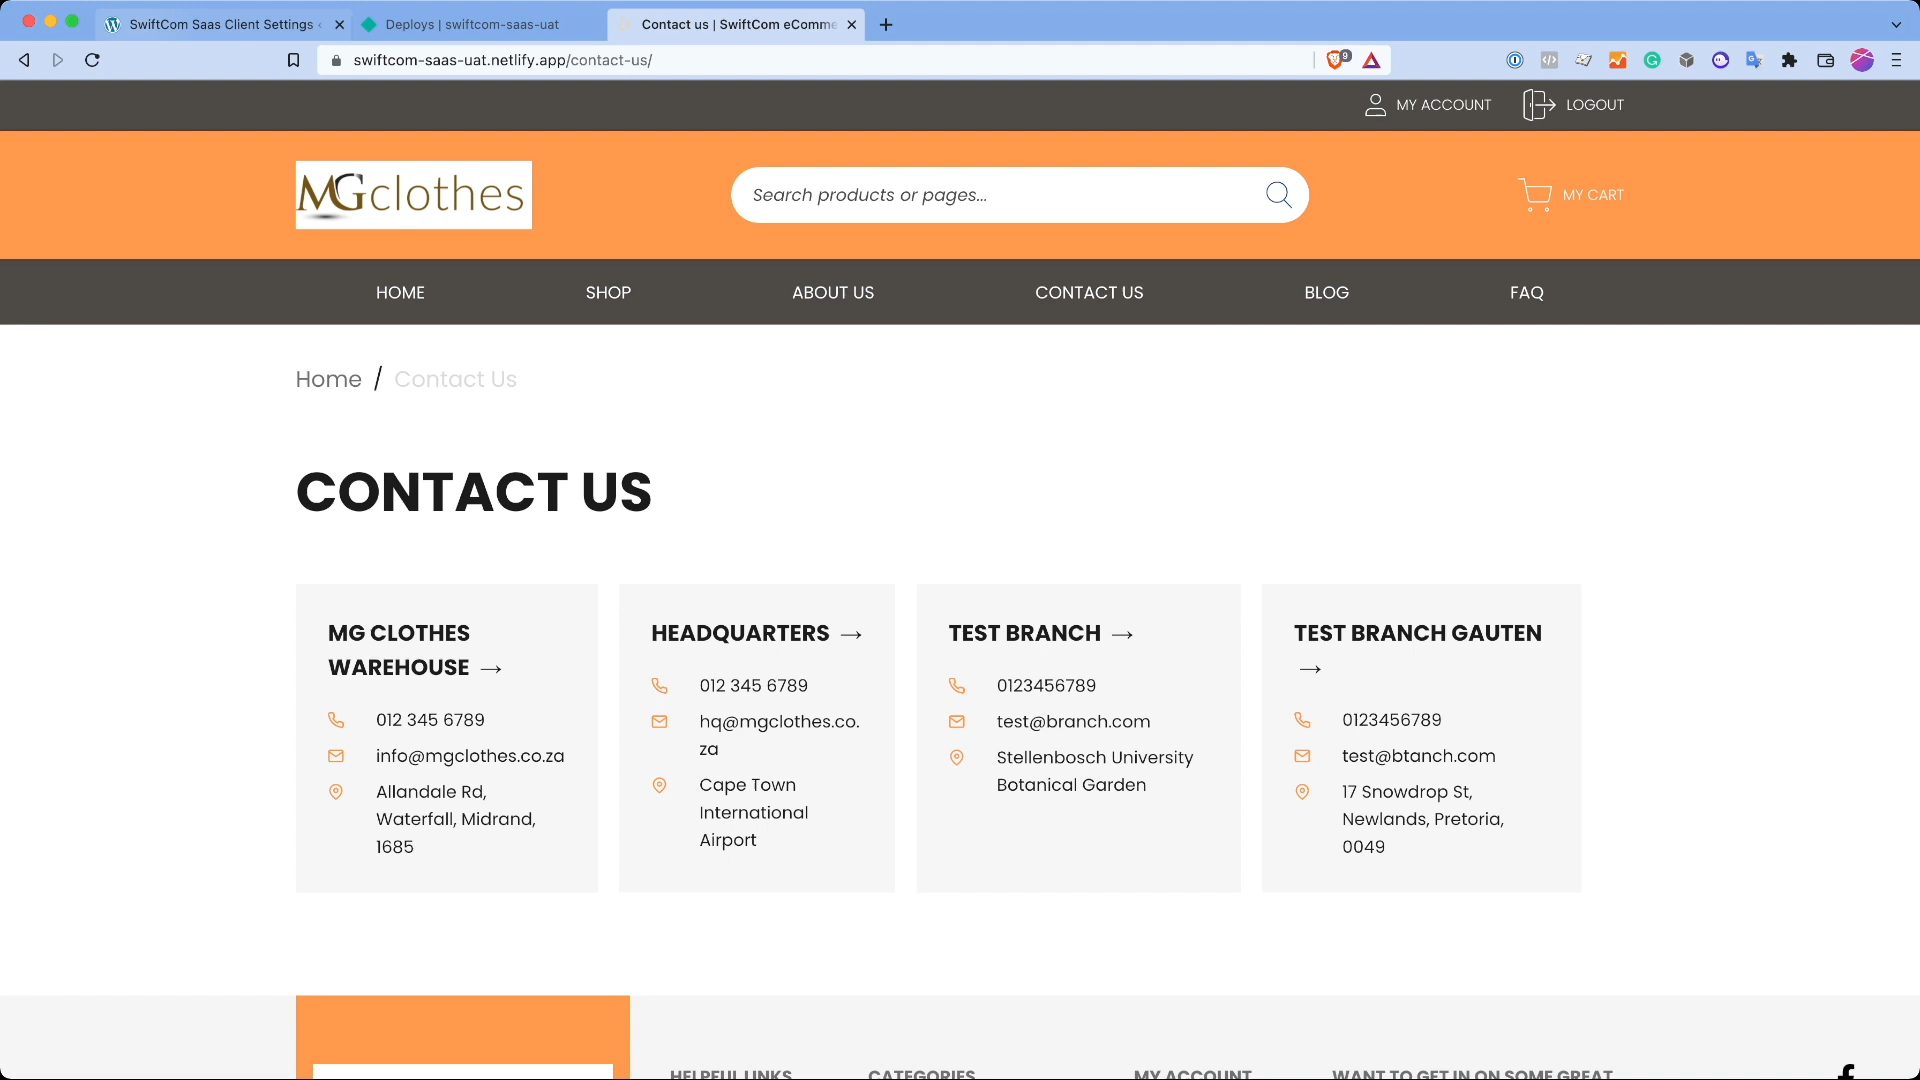 SwiftCom Saas Client Settings
Deploys | swiftcom-saas-uat
Contact us | SwiftCom eComme
swiftcom-saas-uat.netlify.app/contact-us/
9
MY ACCOUNT
LOGOUT
MGclothes
Search products or pages...
MY CART
HOME
SHOP
ABOUT US
CONTACT US
BLOG
FAQ
Home / Contact Us
CONTACT US
MG CLOTHES
WAREHOUSE →
012 345 6789
info@mgclothes.co.za
Allandale Rd,
Waterfall, Midrand,
1685
HEADQUARTERS →
012 345 6789
hq@mgclothes.co.
za
Cape Town
International
Airport
TEST BRANCH →
0123456789
test@branch.com
Stellenbosch University
Botanical Garden
TEST BRANCH GAUTEN
→
0123456789
test@btanch.com
17 Snowdrop St,
Newlands, Pretoria,
0049
HELPFUL LINKS
CATEGORIES
MY ACCOUNT
WANT TO GET IN ON SOME GREAT